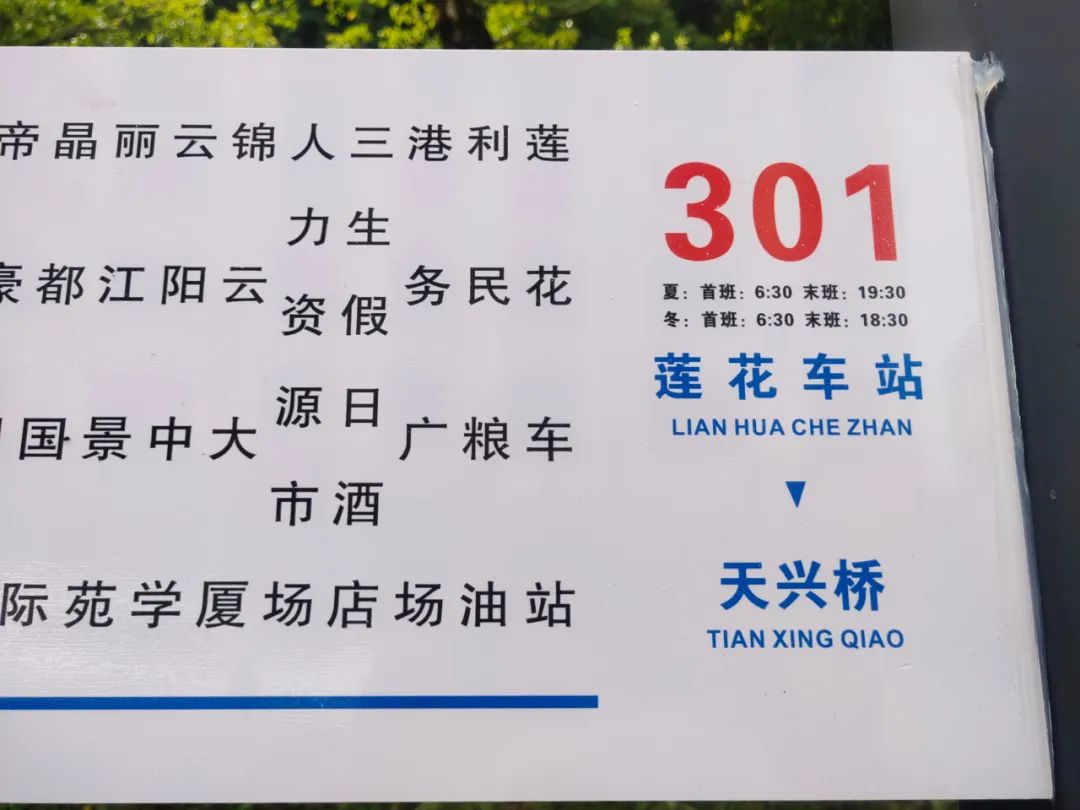 301
夏：首班：6:30 末班：19:30
冬：首班：6:30 末班：18:30
莲花车站
LIAN HUA CHE ZHAN
天兴桥
TIAN XING QIAO
莲花车站
利民粮油
港务广场
三生假日酒店
人力资源市场
锦云大厦
云阳中学
丽江景苑
晶都国际
帝豪